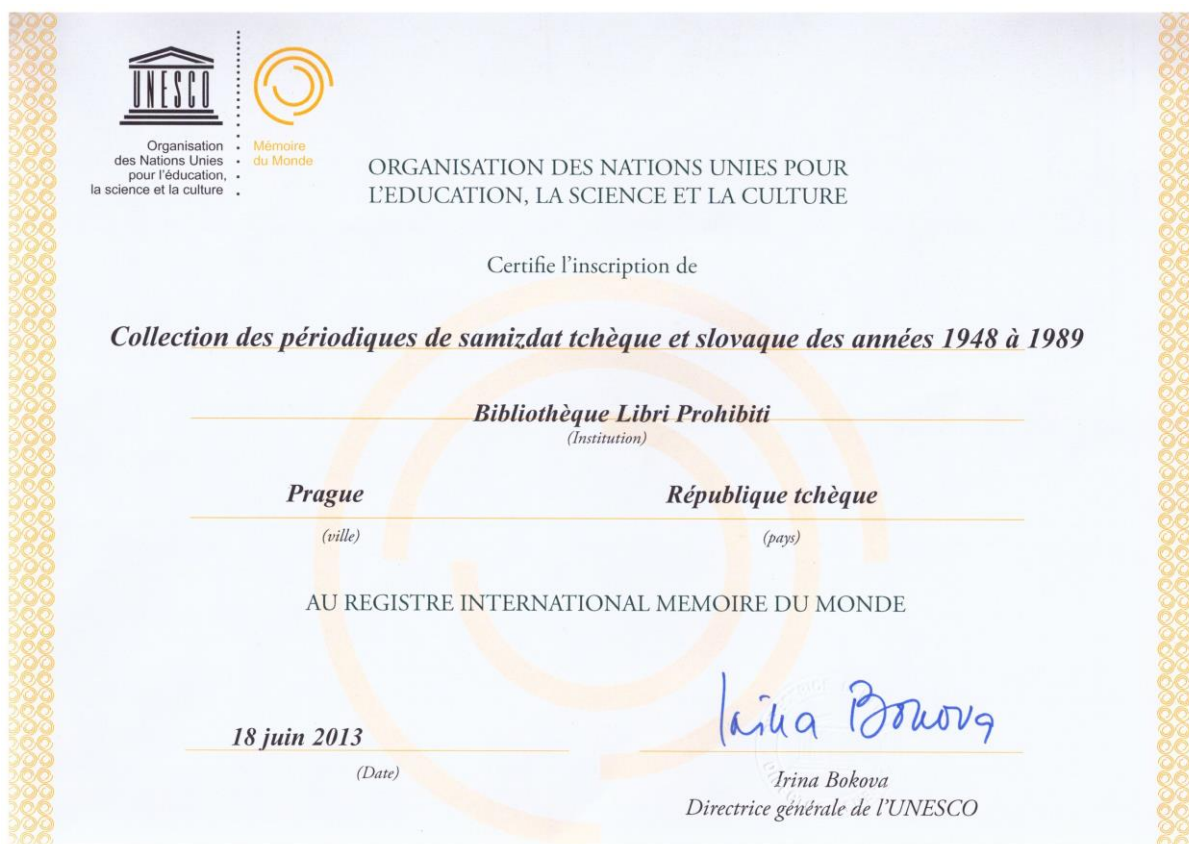 UNESCO
Organisation
des Nations Unies
pour l'éducation,
la science et la culture
Mémoire
du Monde
ORGANISATION DES NATIONS UNIES POUR
L'EDUCATION, LA SCIENCE ET LA CULTURE
Certifie l'inscription de
Collection des périodiques de samizdat tchèque et slovaque des années 1948 à 1989
Bibliothèque Libri Prohibiti
(Institution)
Prague République tchèque
(ville) (pays)
AU REGISTRE INTERNATIONAL MEMOIRE DU MONDE
Irina Bokova
18 juin 2013
(Date)
Irina Bokova
Directrice générale de l'UNESCO